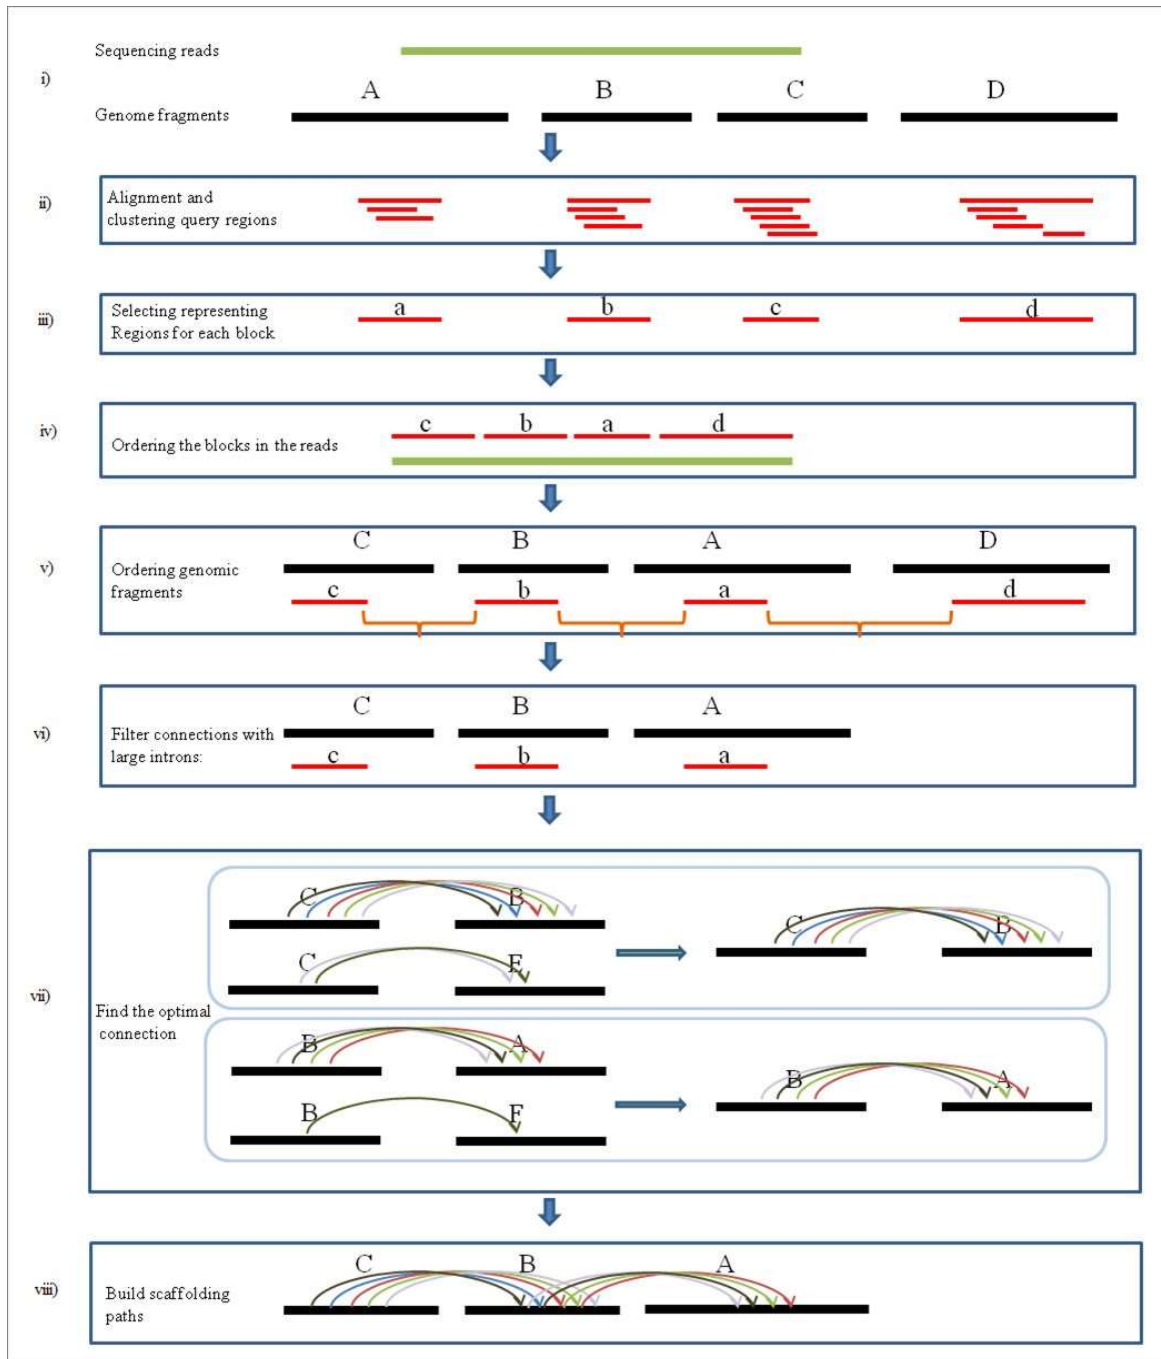 Sequencing reads
i)
A B C D
Genome fragments
ii)
Alignment and
clustering query regions
iii)
Selecting representing
Regions for each block
a b c d
iv)
Ordering the blocks in the reads
c b a d
v)
Ordering genomic
fragments
C B A D
c b a d
vi)
Filter connections with
large introns:
C B A
c b a
vii)
Find the optimal
connection
C B
C E
C B
B A
B F
B A
viii)
Build scaffolding
paths
C B A